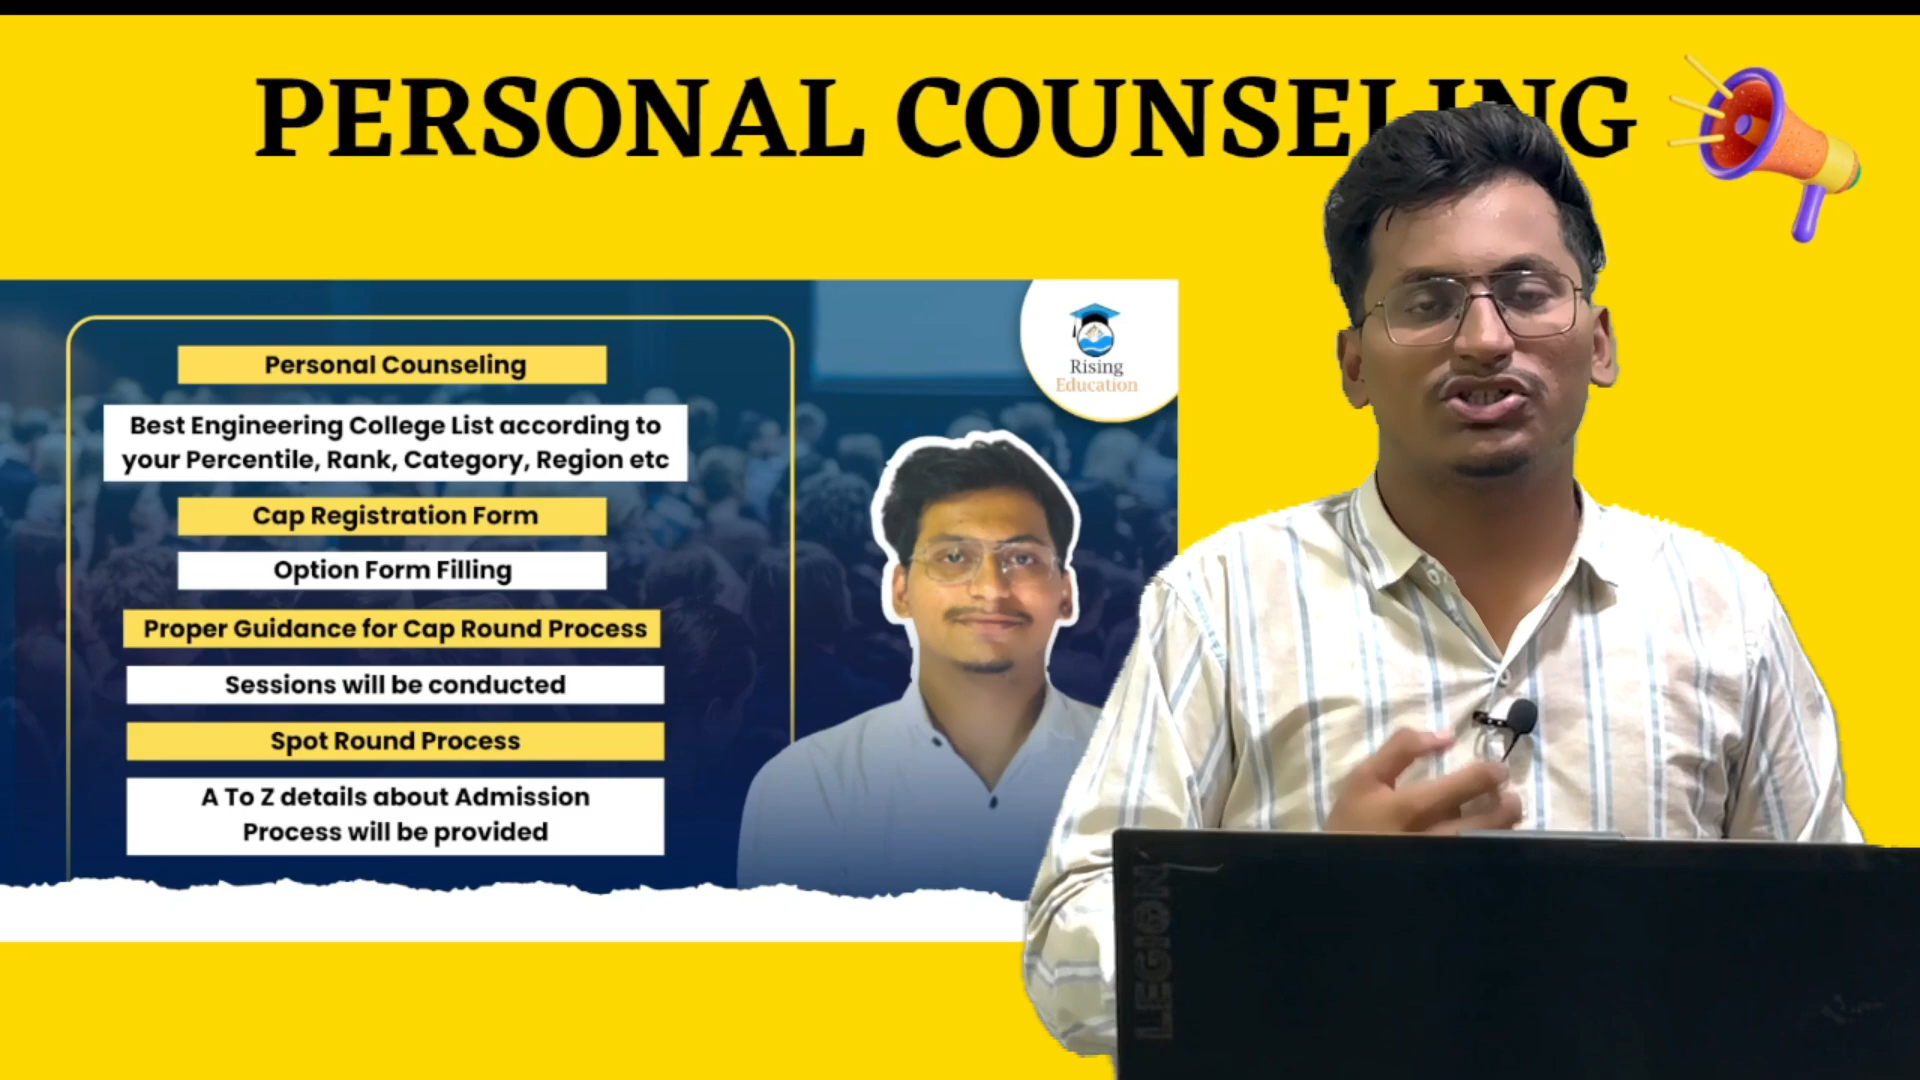 PERSONAL COUNSELING
Rising
Education
Personal Counseling
Best Engineering College List according to
your Percentile, Rank, Category, Region etc
Cap Registration Form
Option Form Filling
Proper Guidance for Cap Round Process
Sessions will be conducted
Spot Round Process
A To Z details about Admission
Process will be provided
LEGION